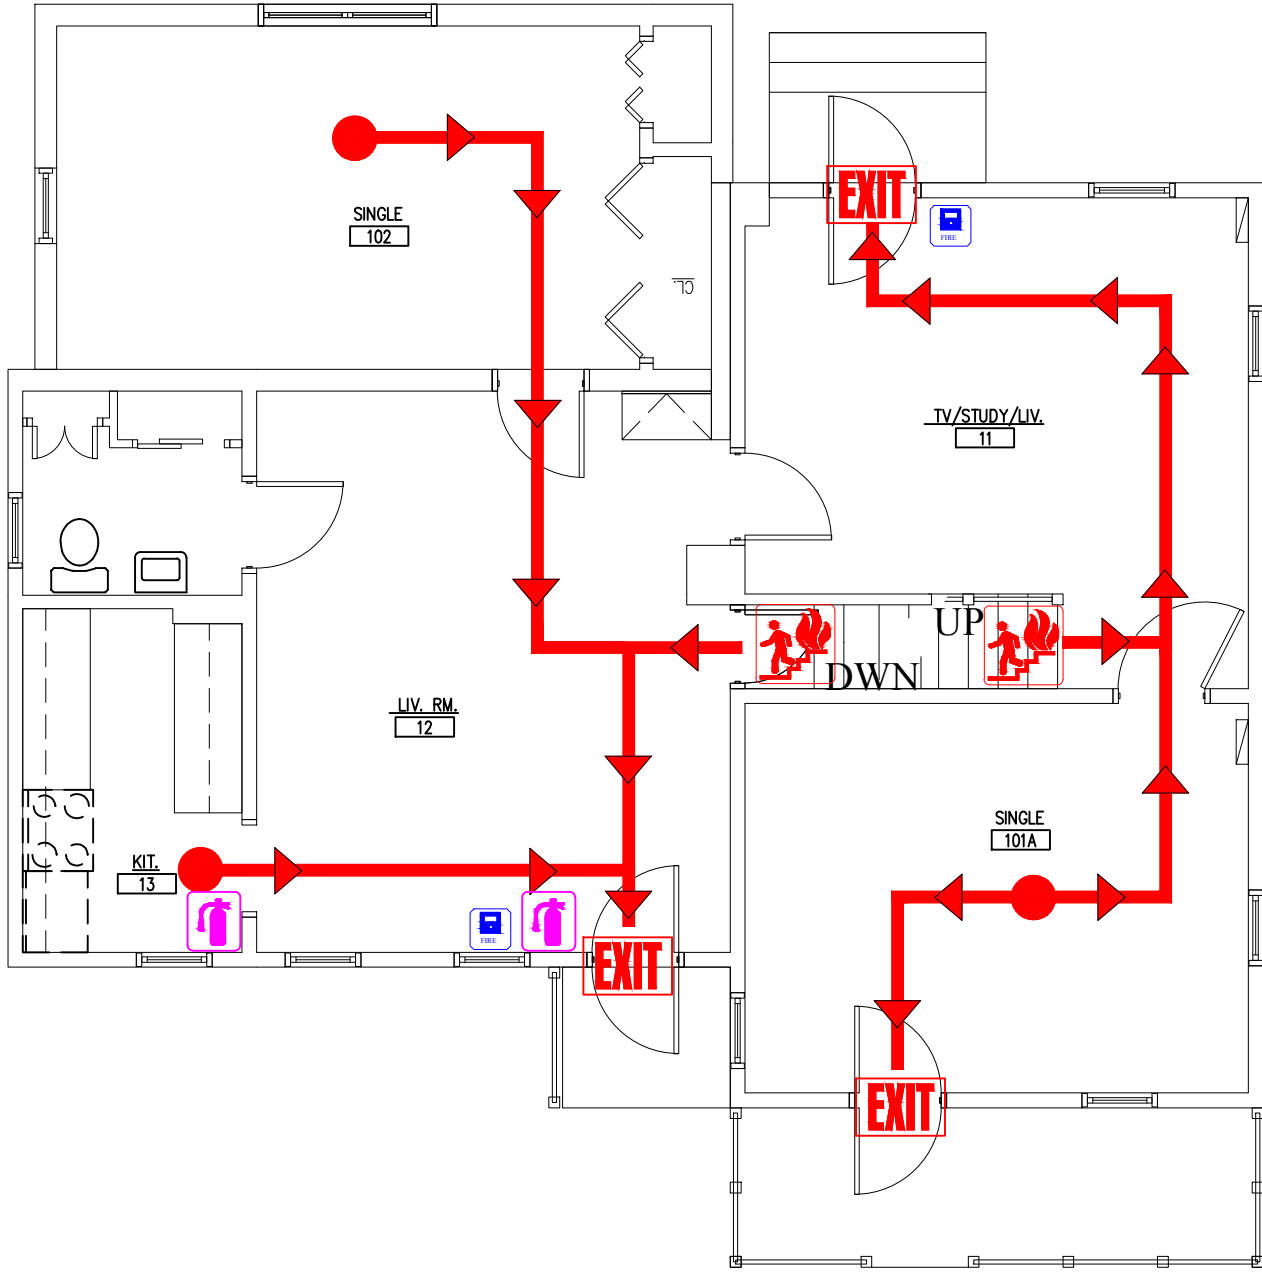 SINGLE
102
CL.
EXIT
FIRE
TV/STUDY/LIV.
11
UP
DWN
LIV. RM.
12
SINGLE
101A
KIT.
13
FIRE
EXIT
EXIT